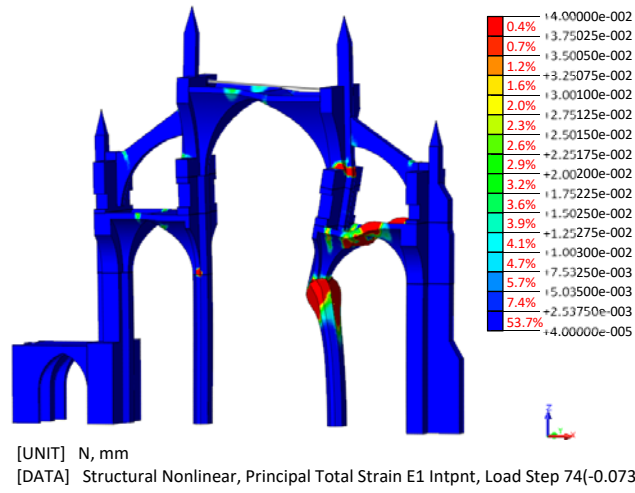 +4.00000e-002
0.4%
+3.75025e-002
0.7%
+3.50050e-002
1.2%
+3.25075e-002
1.6%
+3.00100e-002
2.0%
+2.75125e-002
2.3%
+2.50150e-002
2.6%
+2.25175e-002
2.9%
+2.00200e-002
3.2%
+1.75225e-002
3.6%
+1.50250e-002
3.9%
+1.25275e-002
4.1%
+1.00300e-002
4.7%
+7.53250e-003
5.7%
+5.03500e-003
7.4%
+2.53750e-003
53.7%
+4.00000e-005
Z
Y
X
[UNIT] N, mm
[DATA] Structural Nonlinear, Principal Total Strain E1 Intpnt, Load Step 74(-0.073